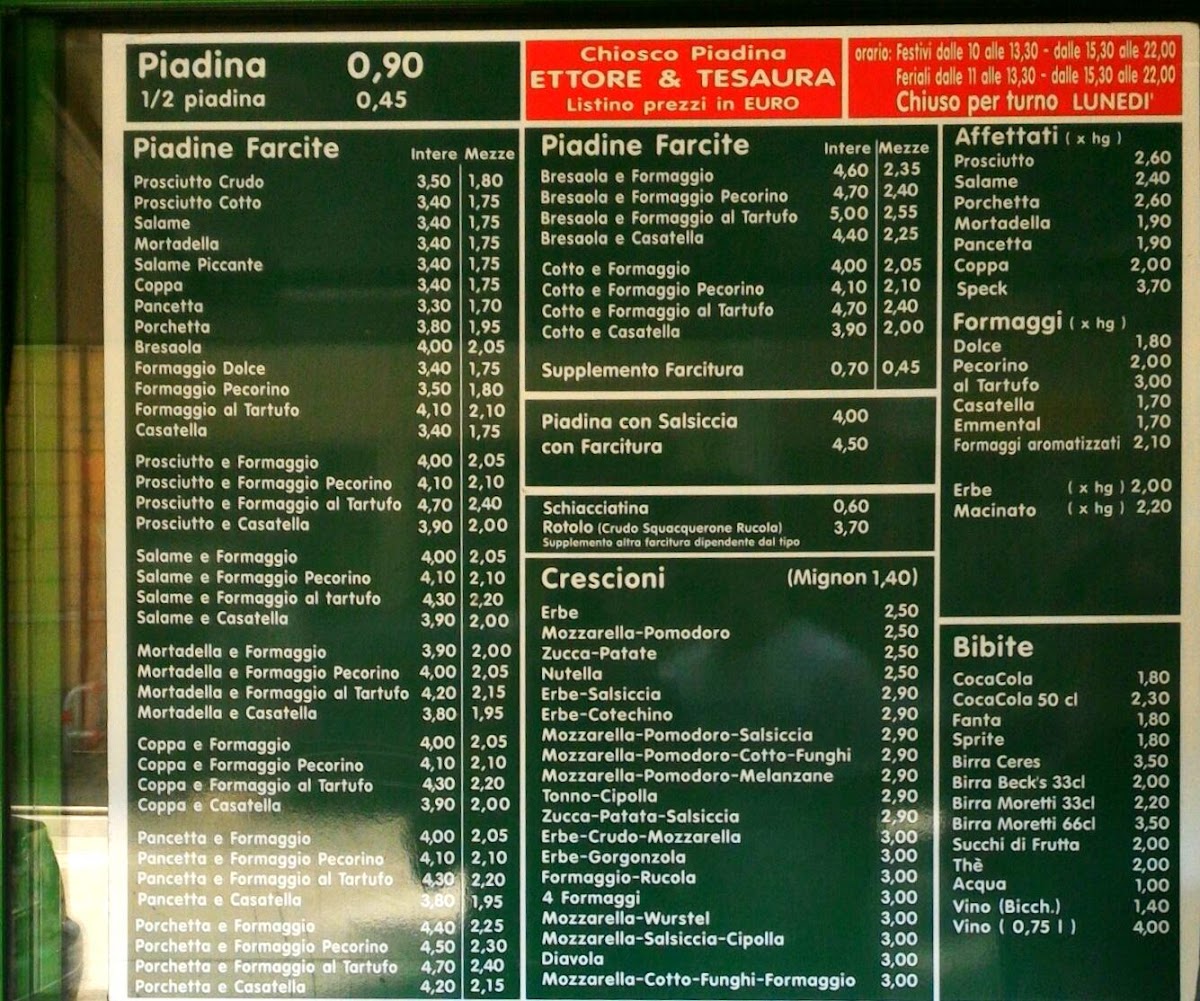 Piadina 0,90
1/2 piadina 0,45
Chiosco Piadina
ETTORE & TESAURA
Listino prezzi in EURO
orario: Festivi dalle 10 alle 13,30 - dalle 15,30 alle 22,00
Feriali dalle 11 alle 13,30 - dalle 15,30 alle 22,00
Chiuso per turno LUNEDI'
Piadine Farcite Intere Mezze
Prosciutto Crudo 3,50 1,80
Prosciutto Cotto 3,40 1,75
Salame 3,40 1,75
Mortadella 3,40 1,75
Salame Piccante 3,40 1,75
Coppa 3,40 1,75
Pancetta 3,30 1,70
Porchetta 3,80 1,95
Bresaola 4,00 2,05
Formaggio Dolce 3,40 1,75
Formaggio Pecorino 3,50 1,80
Formaggio al Tartufo 4,10 2,10
Casatella 3,40 1,75
Prosciutto e Formaggio 4,00 2,05
Prosciutto e Formaggio Pecorino 4,10 2,10
Prosciutto e Formaggio al Tartufo 4,70 2,40
Prosciutto e Casatella 3,90 2,00
Salame e Formaggio 4,00 2,05
Salame e Formaggio Pecorino 4,10 2,10
Salame e Formaggio al tartufo 4,30 2,20
Salame e Casatella 3,90 2,00
Mortadella e Formaggio 3,90 2,00
Mortadella e Formaggio Pecorino 4,00 2,05
Mortadella e Formaggio al Tartufo 4,20 2,15
Mortadella e Casatella 3,80 1,95
Coppa e Formaggio 4,00 2,05
Coppa e Formaggio Pecorino 4,10 2,10
Coppa e Formaggio al Tartufo 4,30 2,20
Coppa e Casatella 3,90 2,00
Pancetta e Formaggio 4,00 2,05
Pancetta e Formaggio Pecorino 4,10 2,10
Pancetta e Formaggio al Tartufo 4,30 2,20
Pancetta e Casatella 3,80 1,95
Porchetta e Formaggio 4,40 2,25
Porchetta e Formaggio Pecorino 4,50 2,30
Porchetta e Formaggio al Tartufo 4,70 2,40
Porchetta e Casatella 4,20 2,15
Piadine Farcite Intere Mezze
Bresaola e Formaggio 4,60 2,35
Bresaola e Formaggio Pecorino 4,70 2,40
Bresaola e Formaggio al Tartufo 5,00 2,55
Bresaola e Casatella 4,40 2,25
Cotto e Formaggio 4,00 2,05
Cotto e Formaggio Pecorino 4,10 2,10
Cotto e Formaggio al Tartufo 4,70 2,40
Cotto e Casatella 3,90 2,00
Supplemento Farcitura 0,70 0,45
Piadina con Salsiccia 4,00
con Farcitura 4,50
Schiacciatina 0,60
Rotolo (Crudo Squacquerone Rucola) 3,70
Supplemento altra farcitura dipendente dal tipo
Crescioni (Mignon 1,40)
Erbe 2,50
Mozzarella-Pomodoro 2,50
Zucca-Patate 2,50
Nutella 2,50
Erbe-Salsiccia 2,90
Erbe-Cotechino 2,90
Mozzarella-Pomodoro-Salsiccia 2,90
Mozzarella-Pomodoro-Cotto-Funghi 2,90
Mozzarella-Pomodoro-Melanzane 2,90
Tonno-Cipolla 2,90
Zucca-Patata-Salsiccia 2,90
Erbe-Crudo-Mozzarella 3,00
Erbe-Gorgonzola 3,00
Formaggio-Rucola 3,00
4 Formaggi 3,00
Mozzarella-Wurstel 3,00
Mozzarella-Salsiccia-Cipolla 3,00
Diavola 3,00
Mozzarella-Cotto-Funghi-Formaggio 3,00
Affettati ( x hg )
Prosciutto 2,60
Salame 2,40
Porchetta 2,60
Mortadella 1,90
Pancetta 1,90
Coppa 2,00
Speck 3,70
Formaggi ( x hg )
Dolce 1,80
Pecorino 2,00
al Tartufo 3,00
Casatella 1,70
Emmental 1,70
Formaggi aromatizzati 2,10
Erbe ( x hg ) 2,00
Macinato ( x hg ) 2,20
Bibite
CocaCola 1,80
CocaCola 50 cl 2,30
Fanta 1,80
Sprite 1,80
Birra Ceres 3,50
Birra Beck's 33cl 2,00
Birra Moretti 33cl 2,20
Birra Moretti 66cl 3,50
Succhi di Frutta 2,00
Thè 2,00
Acqua 1,00
Vino (Bicch.) 1,40
Vino ( 0,75 l ) 4,00